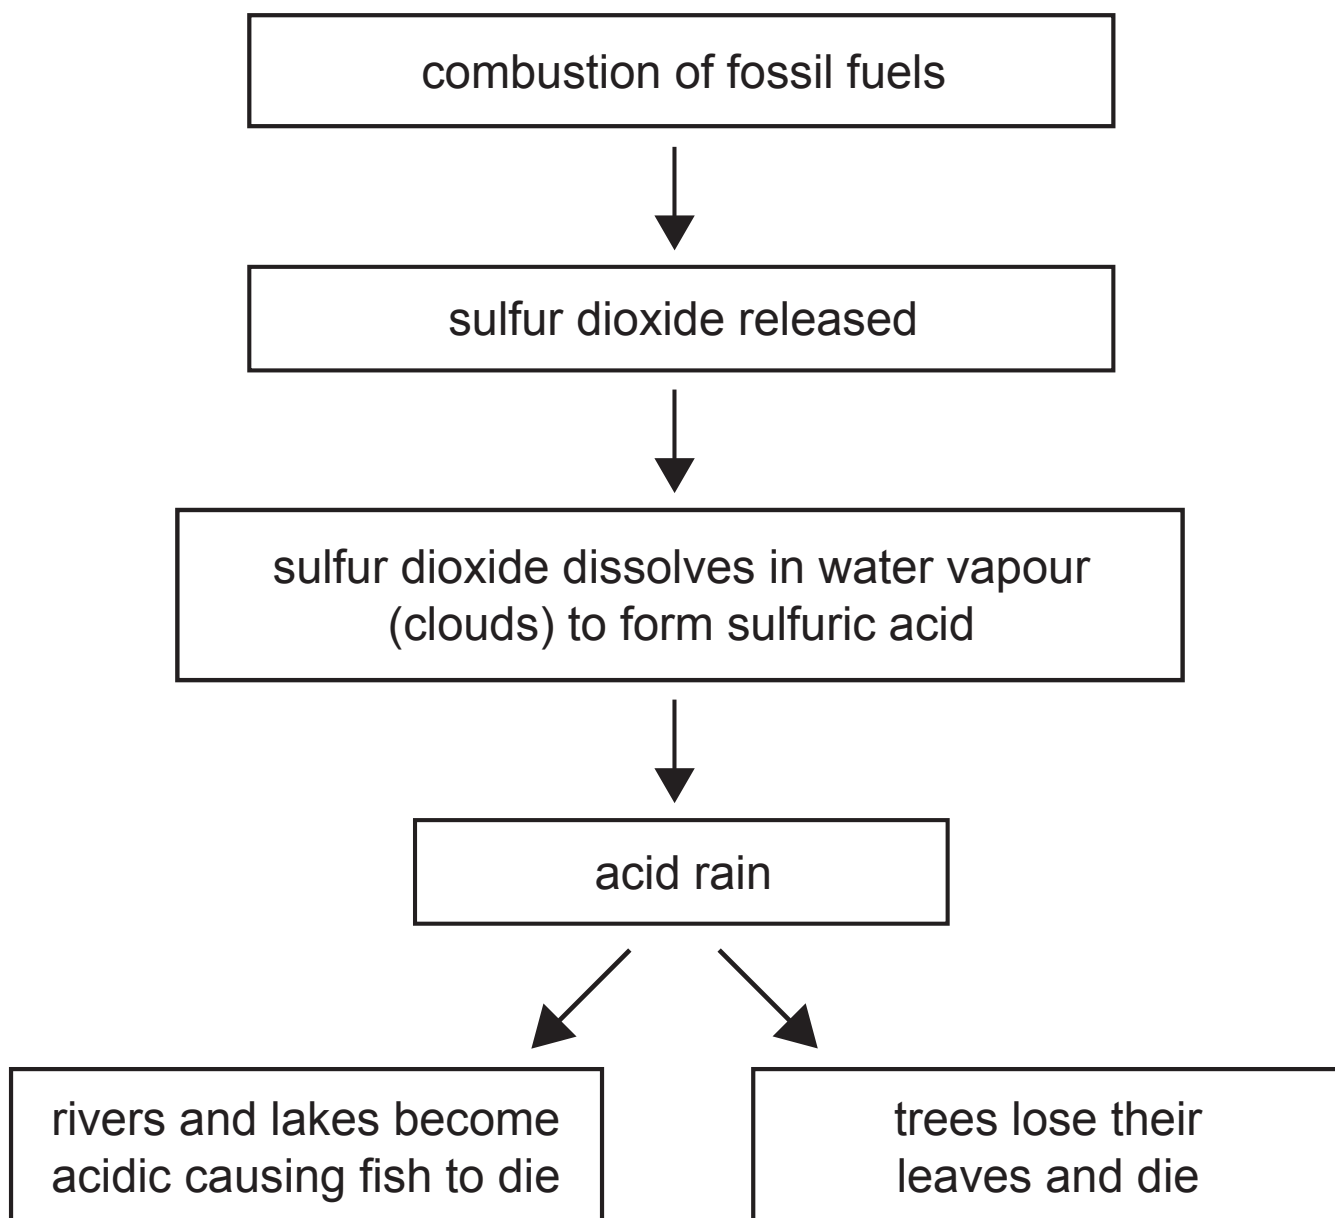 combustion of fossil fuels
sulfur dioxide released
sulfur dioxide dissolves in water vapour
(clouds) to form sulfuric acid
acid rain
rivers and lakes become
acidic causing fish to die
trees lose their
leaves and die